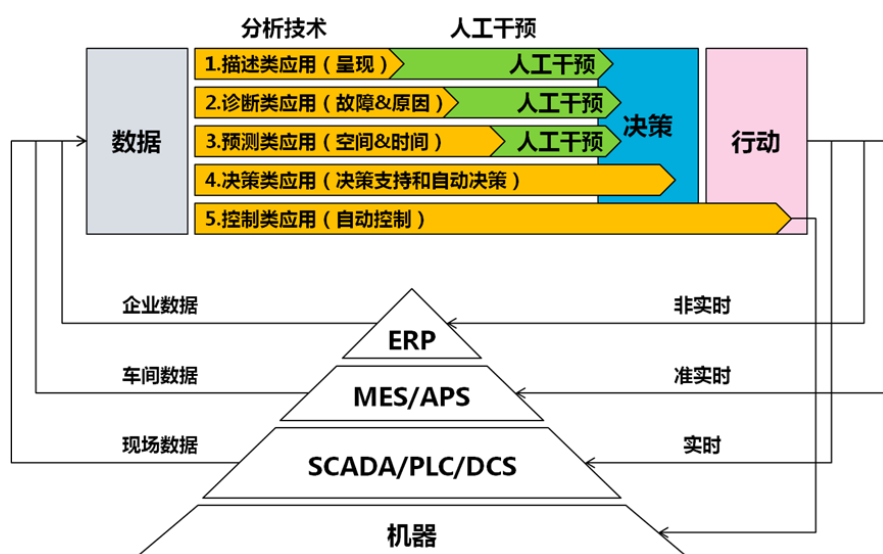 分析技术
人工干预
数据
1.描述类应用（呈现）
人工干预
2.诊断类应用（故障&原因）
人工干预
3.预测类应用（空间&时间）
人工干预
4.决策类应用（决策支持和自动决策）
5.控制类应用（自动控制）
决策
行动
企业数据
ERP
非实时
车间数据
MES/APS
准实时
现场数据
SCADA/PLC/DCS
实时
机器